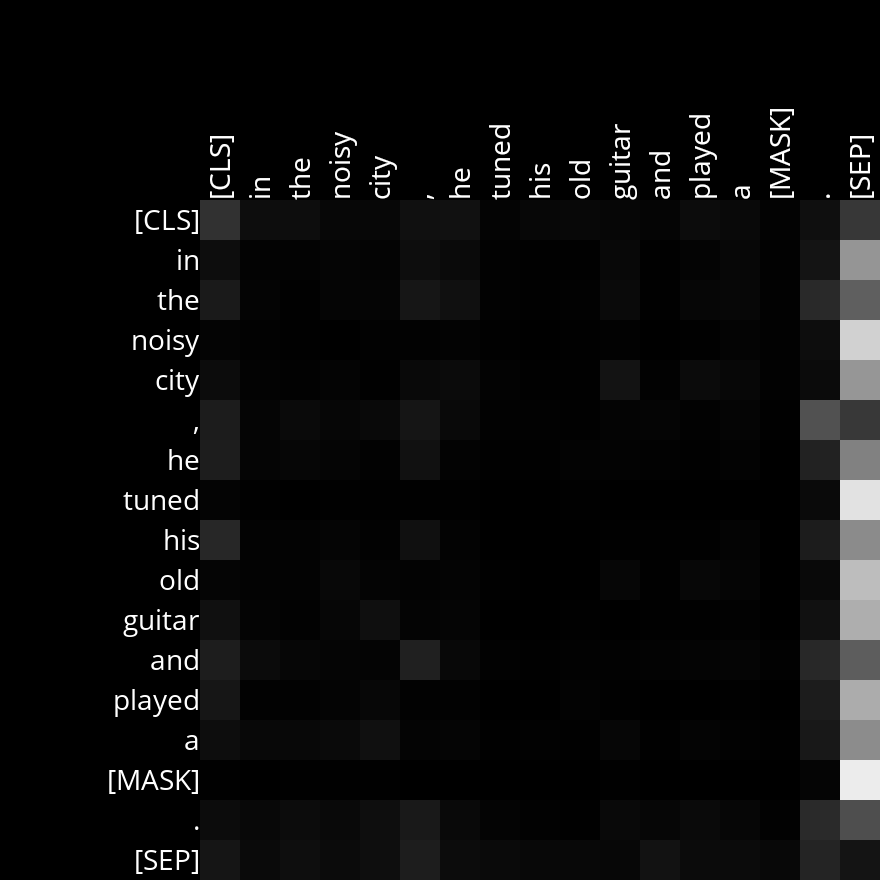 [CLS] in the noisy city , he tuned his old guitar and played a [MASK] . [SEP]
[CLS]
in
the
noisy
city
,
he
tuned
his
old
guitar
and
played
a
[MASK]
.
[SEP]